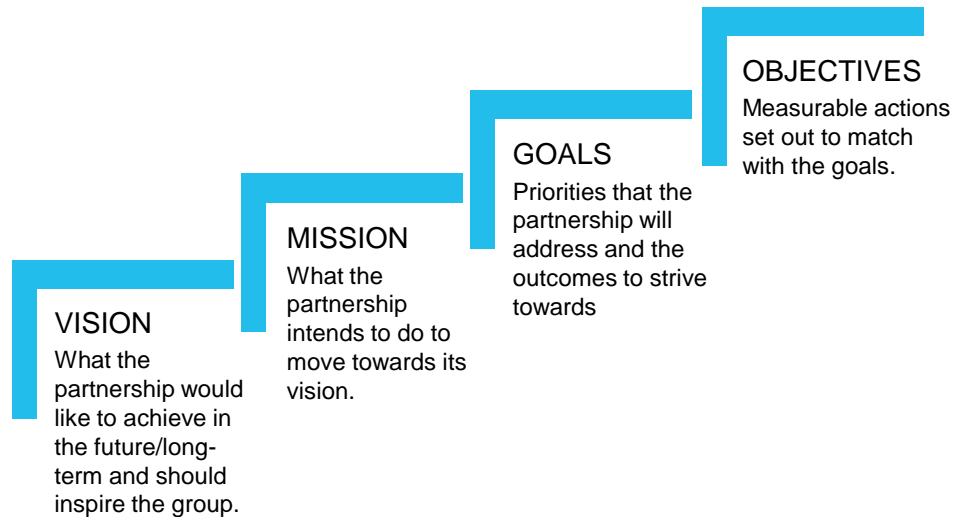 VISION
What the
partnership would
like to achieve in
the future/long-
term and should
inspire the group.
MISSION
What the
partnership
intends to do to
move towards its
vision.
GOALS
Priorities that the
partnership will
address and the
outcomes to strive
towards
OBJECTIVES
Measurable actions
set out to match
with the goals.